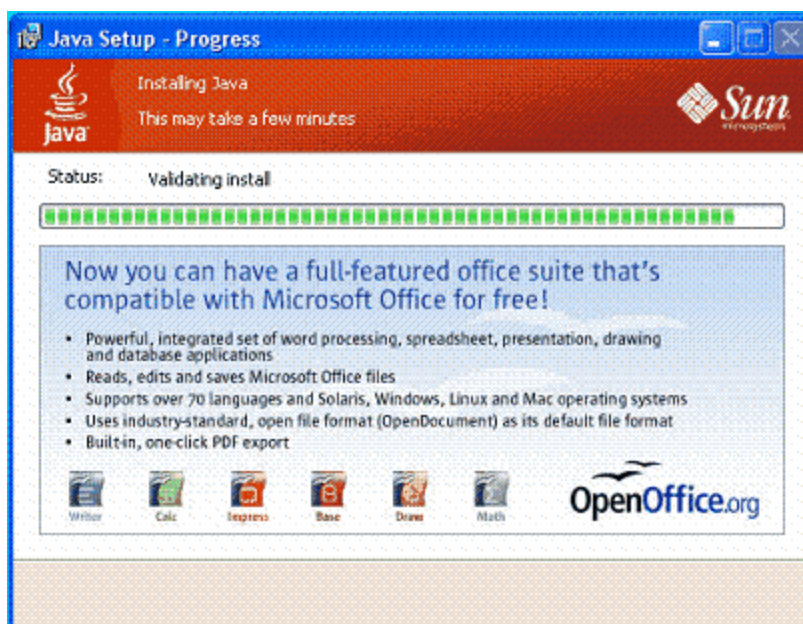 Java Setup - Progress
Installing Java
This may take a few minutes
Java
Sun
microsystems
Status: Validating install
Now you can have a full-featured office suite that's
compatible with Microsoft Office for free!
• Powerful, integrated set of word processing, spreadsheet, presentation, drawing
and database applications
• Reads, edits and saves Microsoft Office files
• Supports over 70 languages and Solaris, Windows, Linux and Mac operating systems
• Uses industry-standard, open file format (OpenDocument) as its default file format
• Built-in, one-click PDF export
Writer Calc Impress Base Draw Math
OpenOffice.org